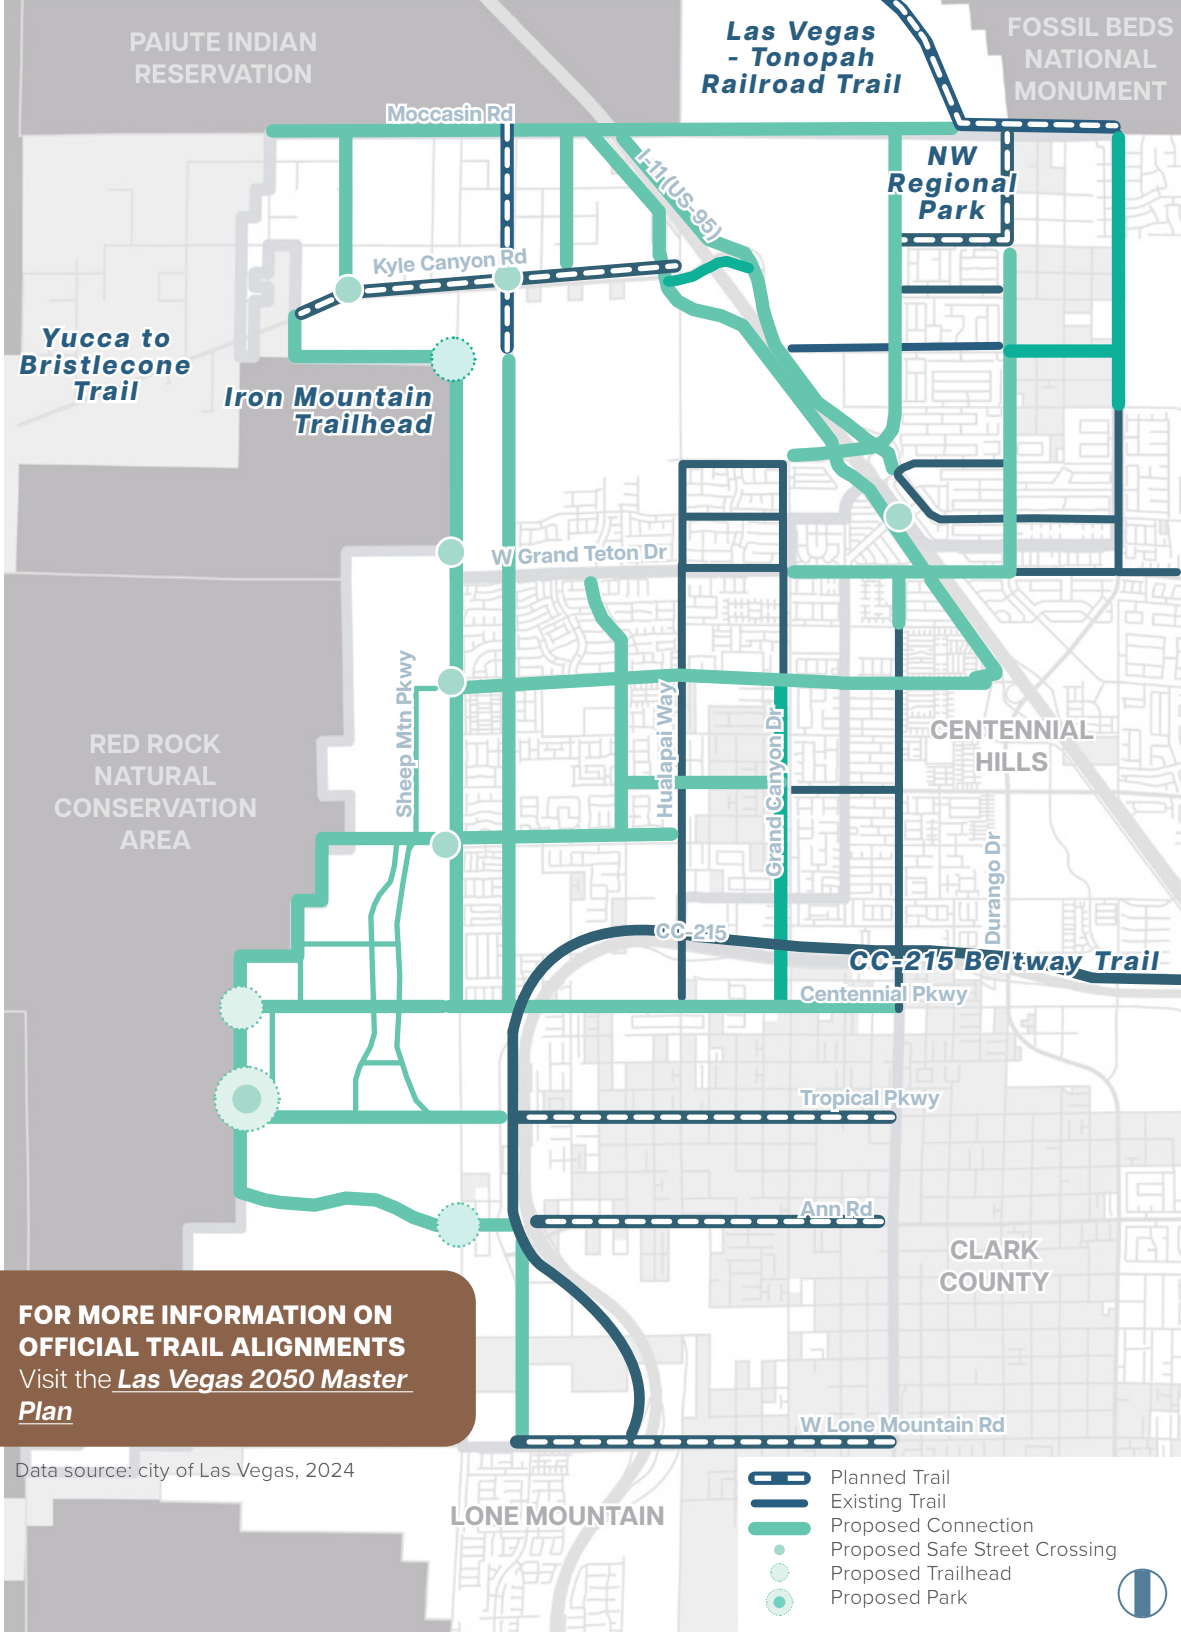 PAIUTE INDIAN
RESERVATION
Las Vegas
- Tonopah
Railroad Trail
FOSSIL BEDS
NATIONAL
MONUMENT
Moccasin Rd
I-11 (US-95)
NW
Regional
Park
Kyle Canyon Rd
Yucca to
Bristlecone
Trail
Iron Mountain
Trailhead
W Grand Teton Dr
Sheep Mtn Pkwy
Hualapai Way
Grand Canyon Dr
CENTENNIAL
HILLS
RED ROCK
NATURAL
CONSERVATION
AREA
Durango Dr
CC-215
CC-215 Beltway Trail
Centennial Pkwy
Tropical Pkwy
Ann Rd
CLARK
COUNTY
FOR MORE INFORMATION ON
OFFICIAL TRAIL ALIGNMENTS
Visit the Las Vegas 2050 Master
Plan
W Lone Mountain Rd
Data source: city of Las Vegas, 2024
LONE MOUNTAIN
Planned Trail
Existing Trail
Proposed Connection
Proposed Safe Street Crossing
Proposed Trailhead
Proposed Park